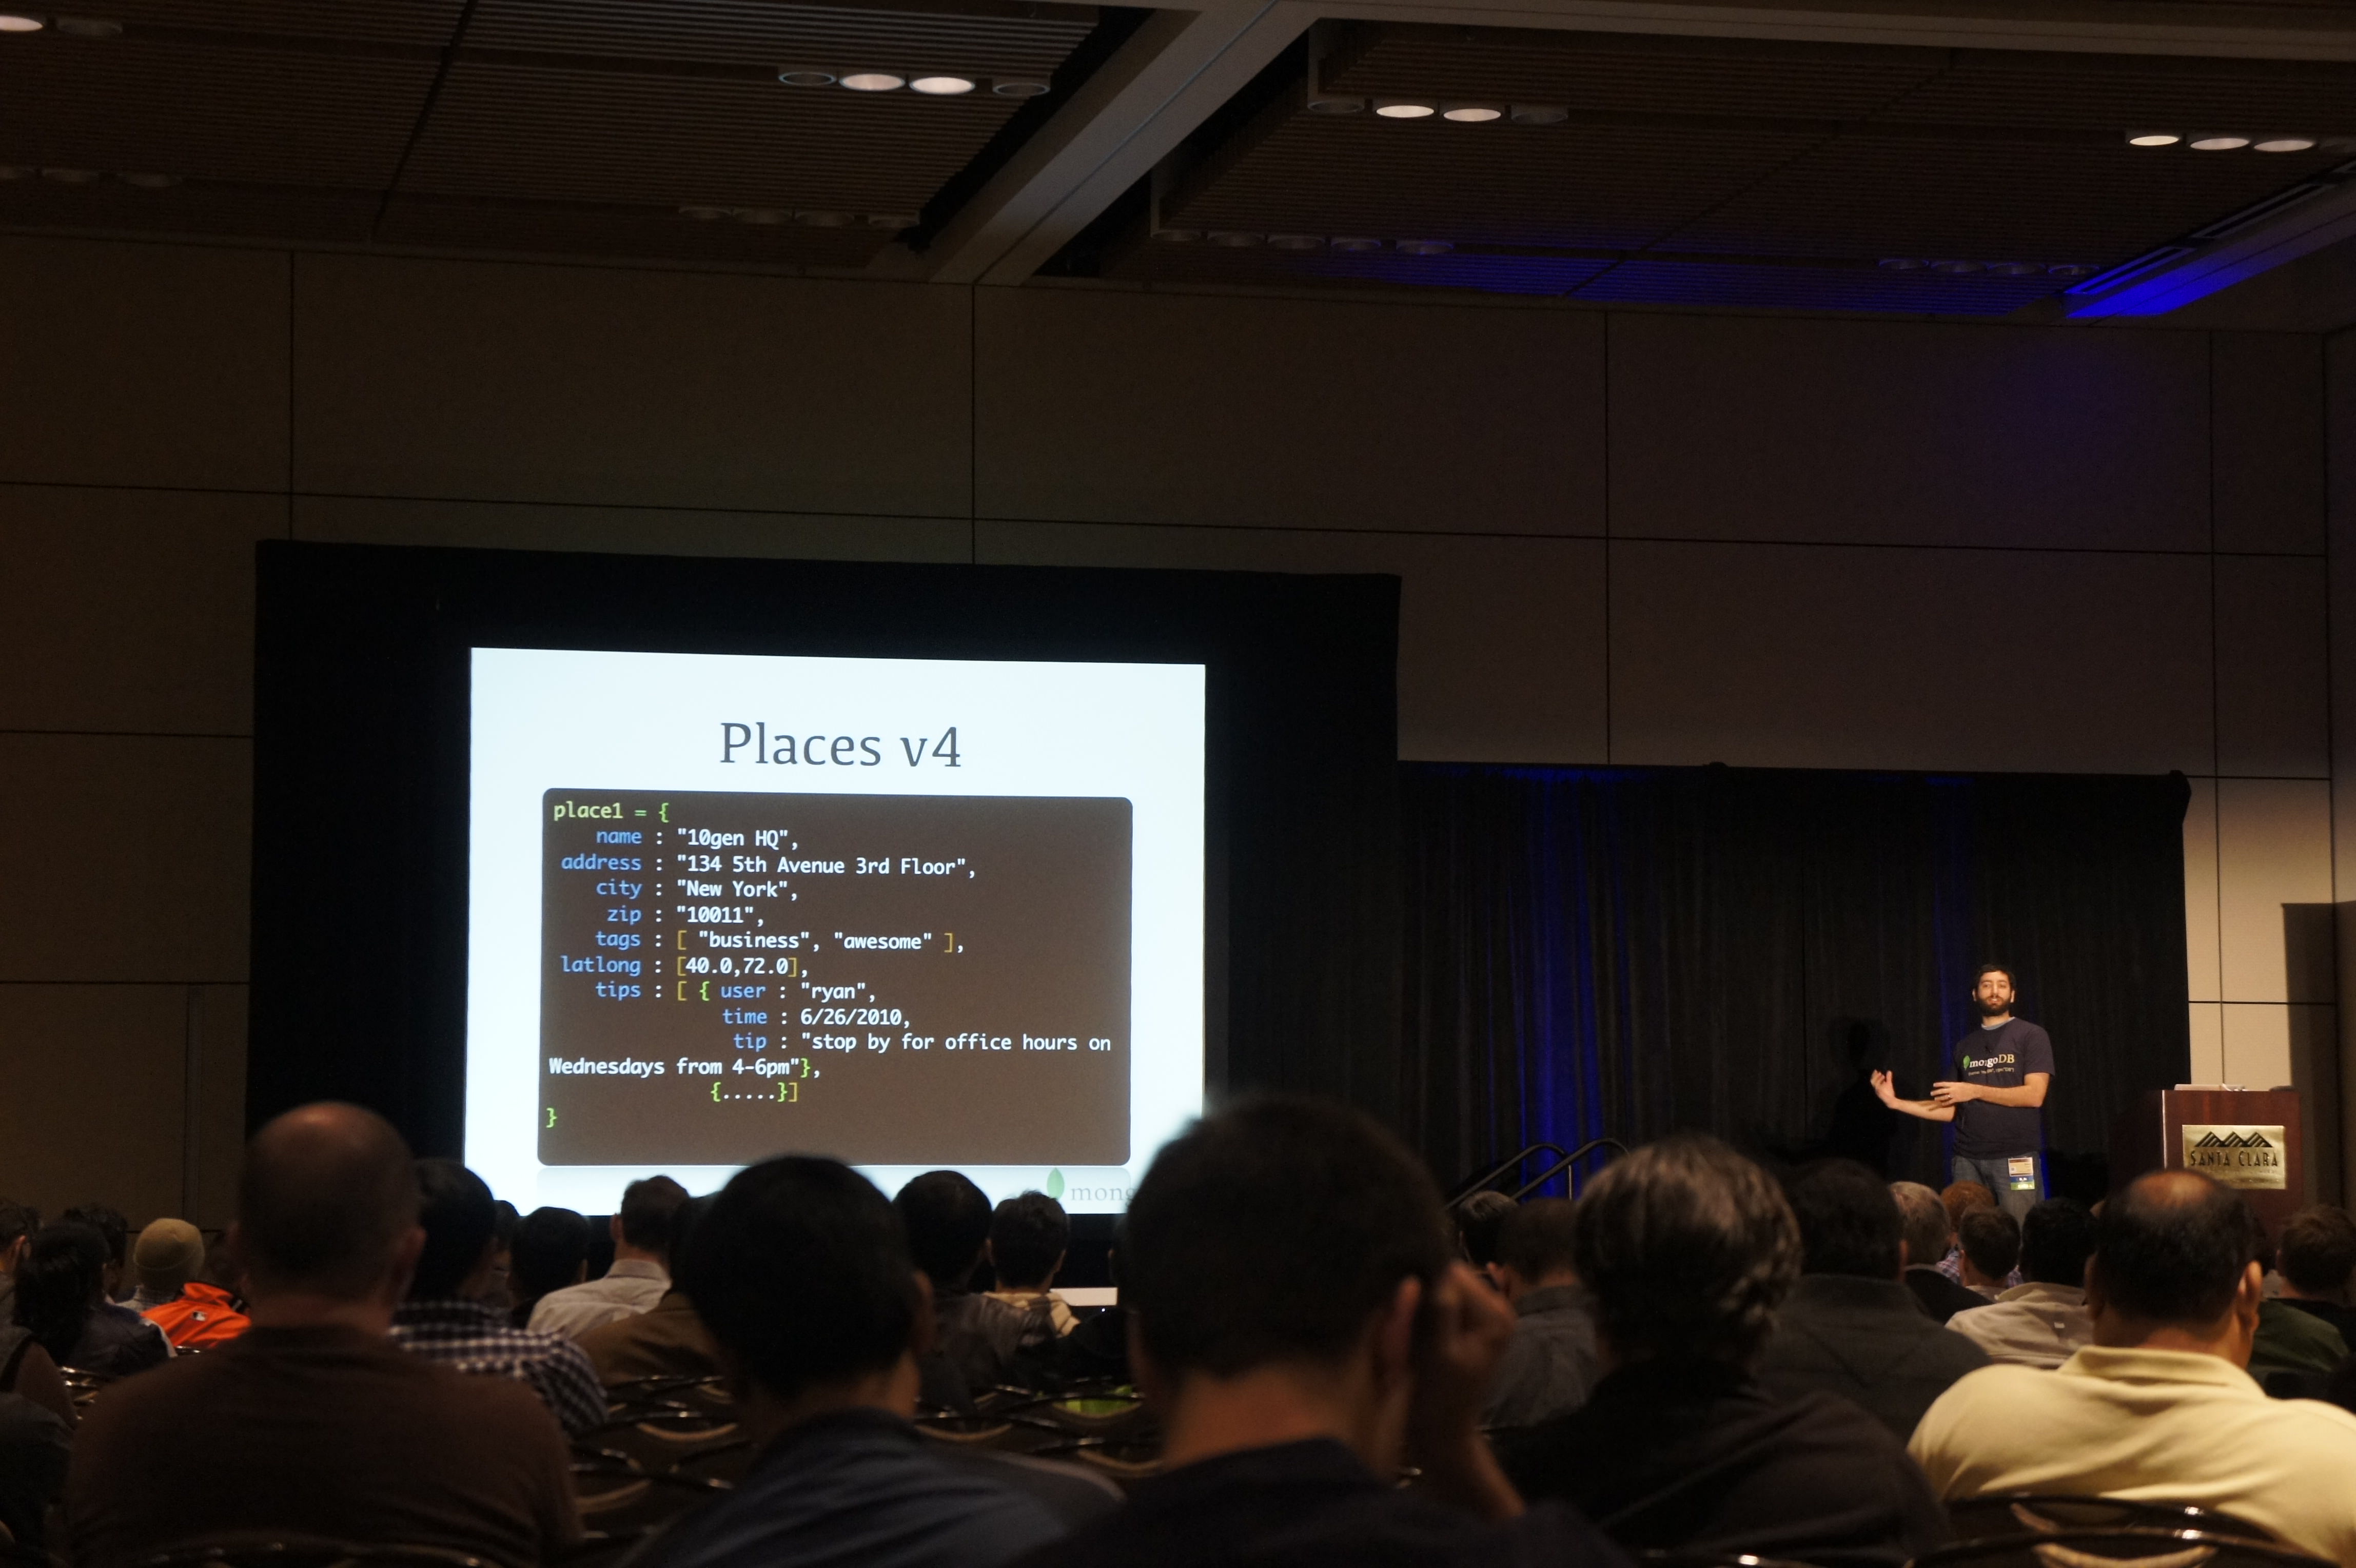 Places v4
place1 = {
name : "10gen HQ",
address : "134 5th Avenue 3rd Floor",
city : "New York",
zip : "10011",
tags : [ "business", "awesome" ],
latlong : [40.0,72.0],
tips : [ { user : "ryan",
time : 6/26/2010,
tip : "stop by for office hours on
Wednesdays from 4-6pm"},
{.....}]
}
mong
mongoDB
SANTA CLARA